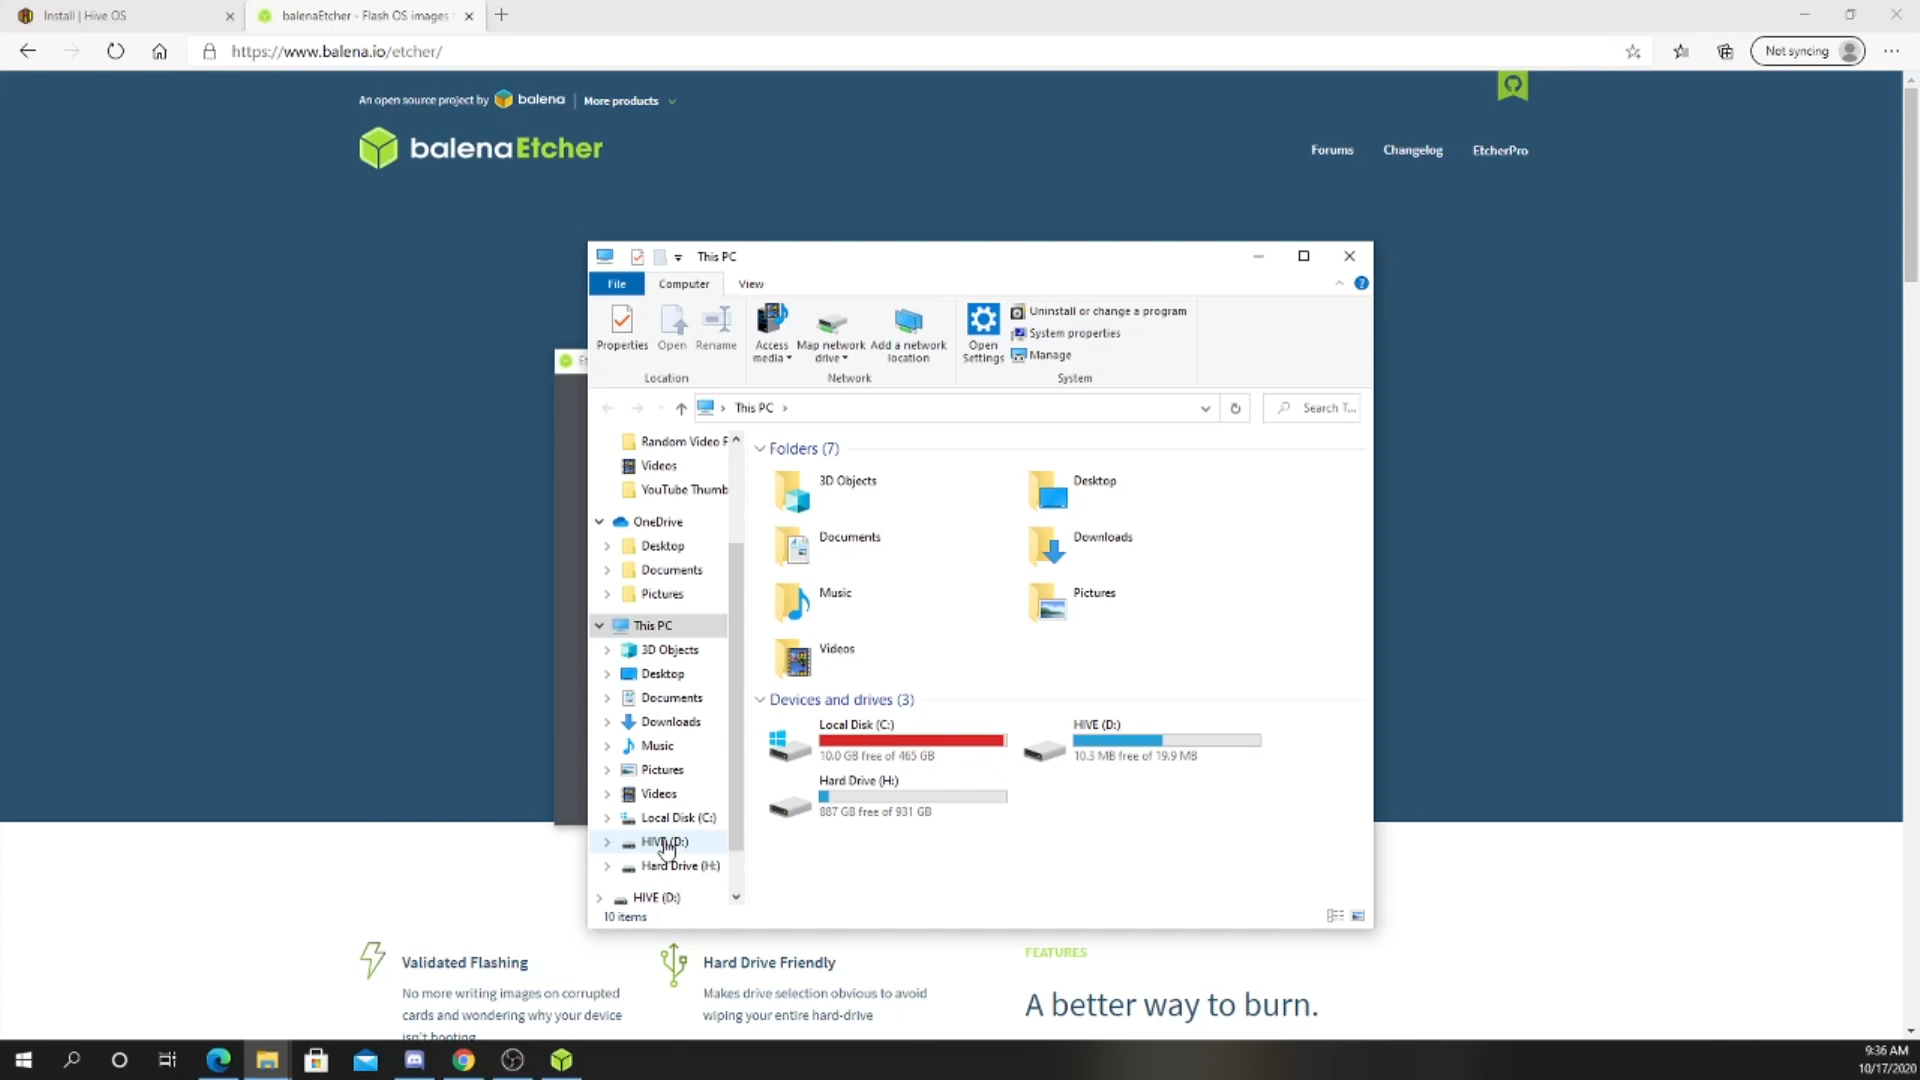 Install | Hive OS
balenaEtcher - Flash OS images
https://www.balena.io/etcher/
Not syncing
An open source project by balena
More products
balenaEtcher
Forums
Changelog
EtcherPro
This PC
File
Computer
View
Properties
Open
Rename
Access media
Map network drive
Add a network location
Open Settings
Uninstall or change a program
System properties
Manage
Location
Network
System
This PC
Search T...
Random Video F
Videos
YouTube Thumb
OneDrive
Desktop
Documents
Pictures
This PC
3D Objects
Desktop
Documents
Downloads
Music
Pictures
Videos
Local Disk (C:)
HIVE (D:)
Hard Drive (H:)
HIVE (D:)
10 items
Folders (7)
3D Objects
Desktop
Documents
Downloads
Music
Pictures
Videos
Devices and drives (3)
Local Disk (C:)
10.0 GB free of 465 GB
HIVE (D:)
10.3 MB free of 19.9 MB
Hard Drive (H:)
887 GB free of 931 GB
Validated Flashing
No more writing images on corrupted
cards and wondering why your device
isn't booting
Hard Drive Friendly
Makes drive selection obvious to avoid
wiping your entire hard-drive
FEATURES
A better way to burn.
9:36 AM
10/17/2020